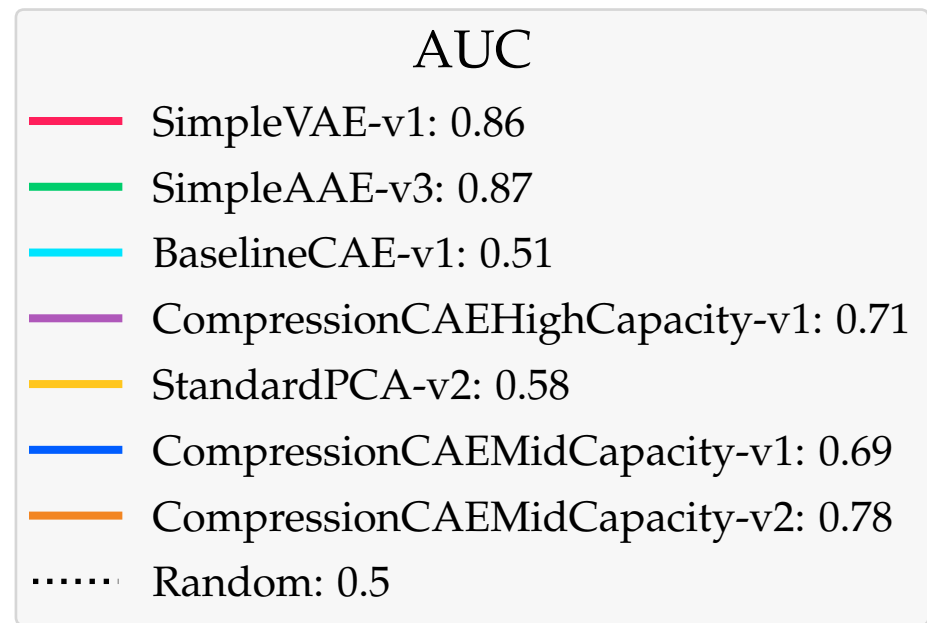 AUC
SimpleVAE-v1: 0.86
SimpleAAE-v3: 0.87
BaselineCAE-v1: 0.51
CompressionCAEHighCapacity-v1: 0.71
StandardPCA-v2: 0.58
CompressionCAEMidCapacity-v1: 0.69
CompressionCAEMidCapacity-v2: 0.78
Random: 0.5